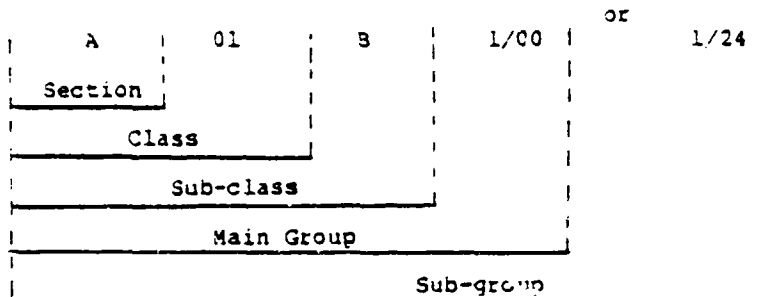 or
A 01 B 1/00 1/24
Section
Class
Sub-class
Main Group
Sub-group